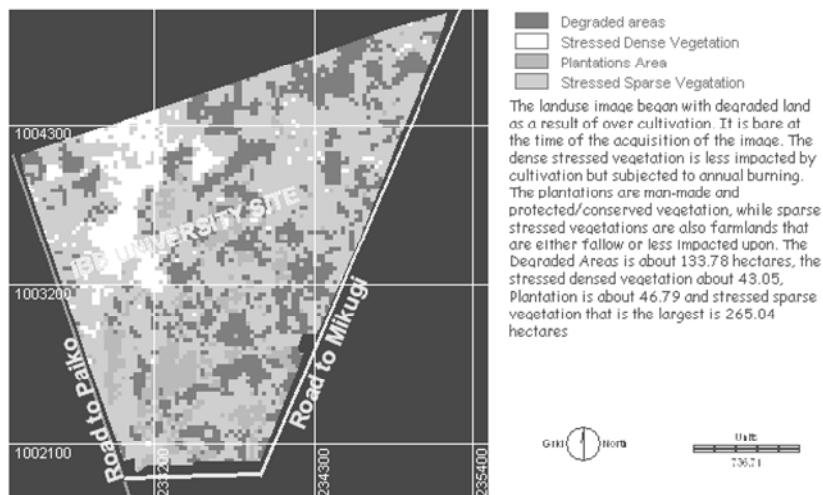 Degraded areas
Stressed Dense Vegetation
Plantations Area
Stressed Sparse Vegatation
The landuse image began with degraded land
as a result of over cultivation. It is bare at
the time of the acquisition of the image. The
dense stressed vegetation is less impacted by
cultivation but subjected to annual burning.
The plantations are man-made and
protected/conserved vegetation, while sparse
stressed vegetations are also farmlands that
are either fallow or less impacted upon. The
Degraded Areas is about 133.78 hectares, the
stressed densed vegetation about 43.05,
Plantation is about 46.79 and stressed sparse
vegetation that is the largest is 265.04
hectares
1004300
IBB UNIVERSITY SITE
1003200
Road to Mikugi
Road to Paiko
1002100
233200
234300
235400
Grid North
Units
736.71